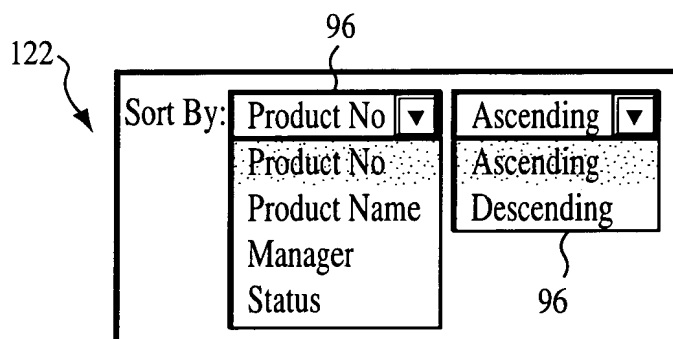 96
122
Sort By: Product No Ascending
Product No Ascending
Product Name Descending
Manager
Status 96